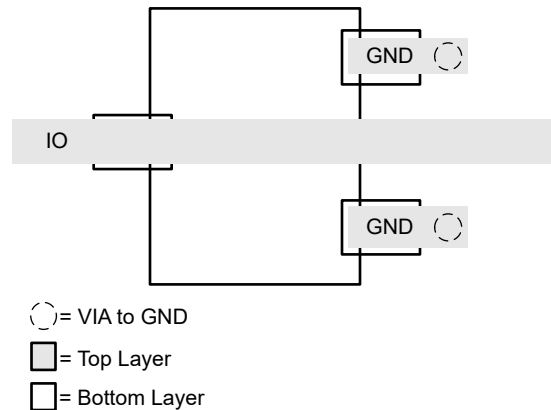 GND
IO
GND
= VIA to GND
= Top Layer
= Bottom Layer